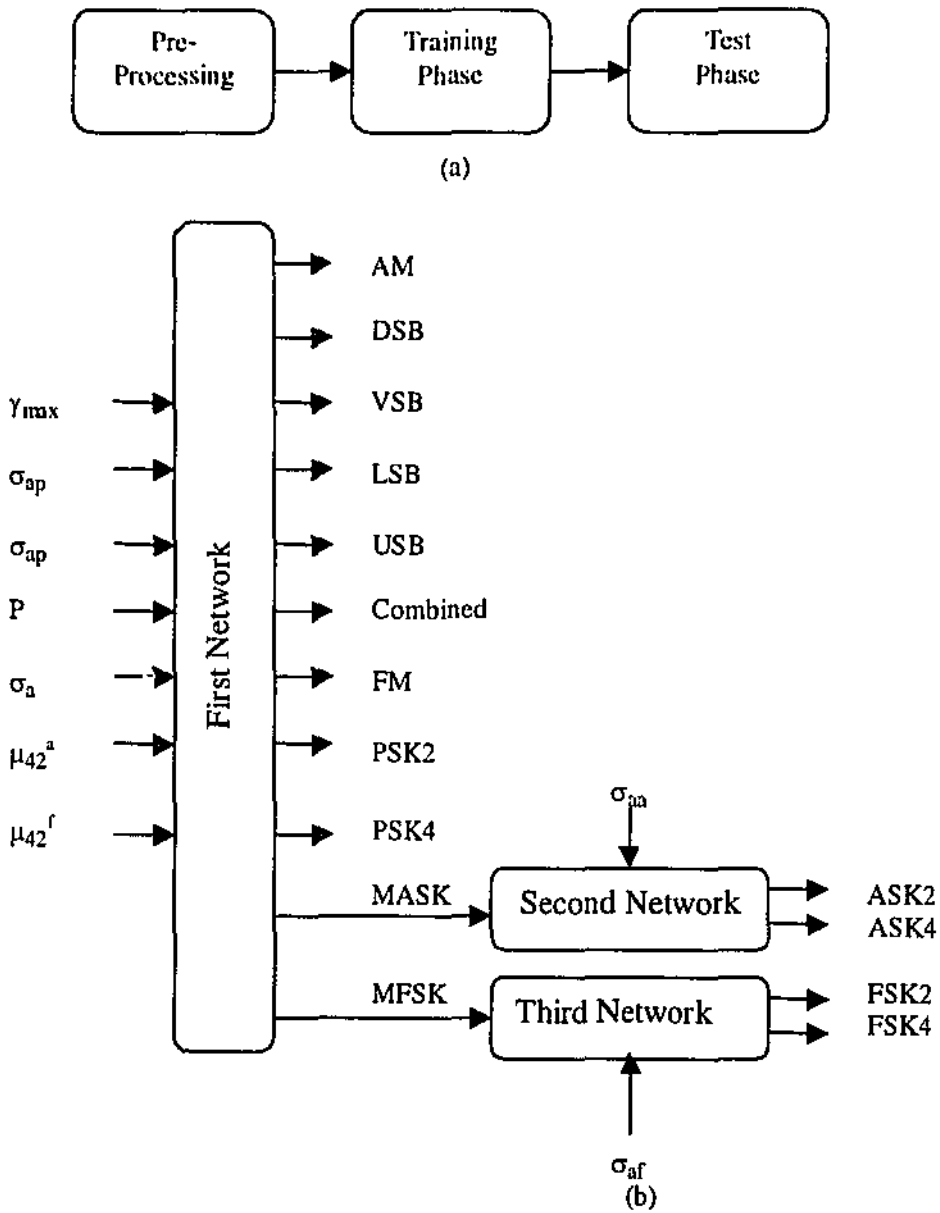 Pre-
Processing
Training
Phase
Test
Phase
(a)
AM
DSB
γmax
VSB
σap
LSB
σap
USB
P
Combined
First Network
σa
FM
μ42a
PSK2
σaa
μ42f
PSK4
MASK
Second Network
ASK2
ASK4
MFSK
Third Network
FSK2
FSK4
σaf
(b)